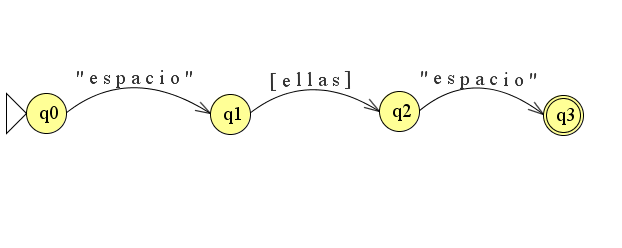 "espacio" [ellas] "espacio"
q0 q1 q2 q3